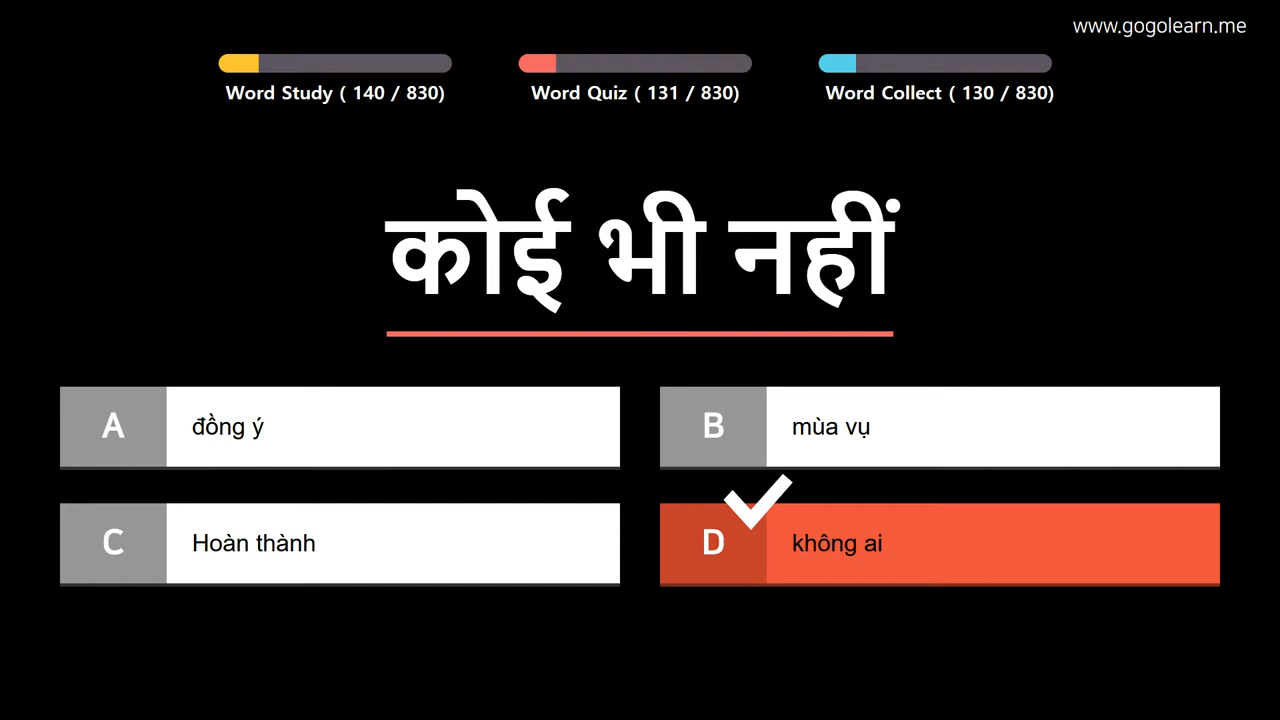 www.gogolearn.me
Word Study ( 140 / 830)
Word Quiz ( 131 / 830)
Word Collect ( 130 / 830)
कोई भी नहीं
A đồng ý
B mùa vụ
C Hoàn thành
D không ai